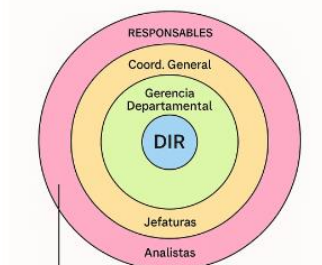 RESPONSABLES
Coord. General
Gerencia
Departamental
DIR
Jefaturas
Analistas